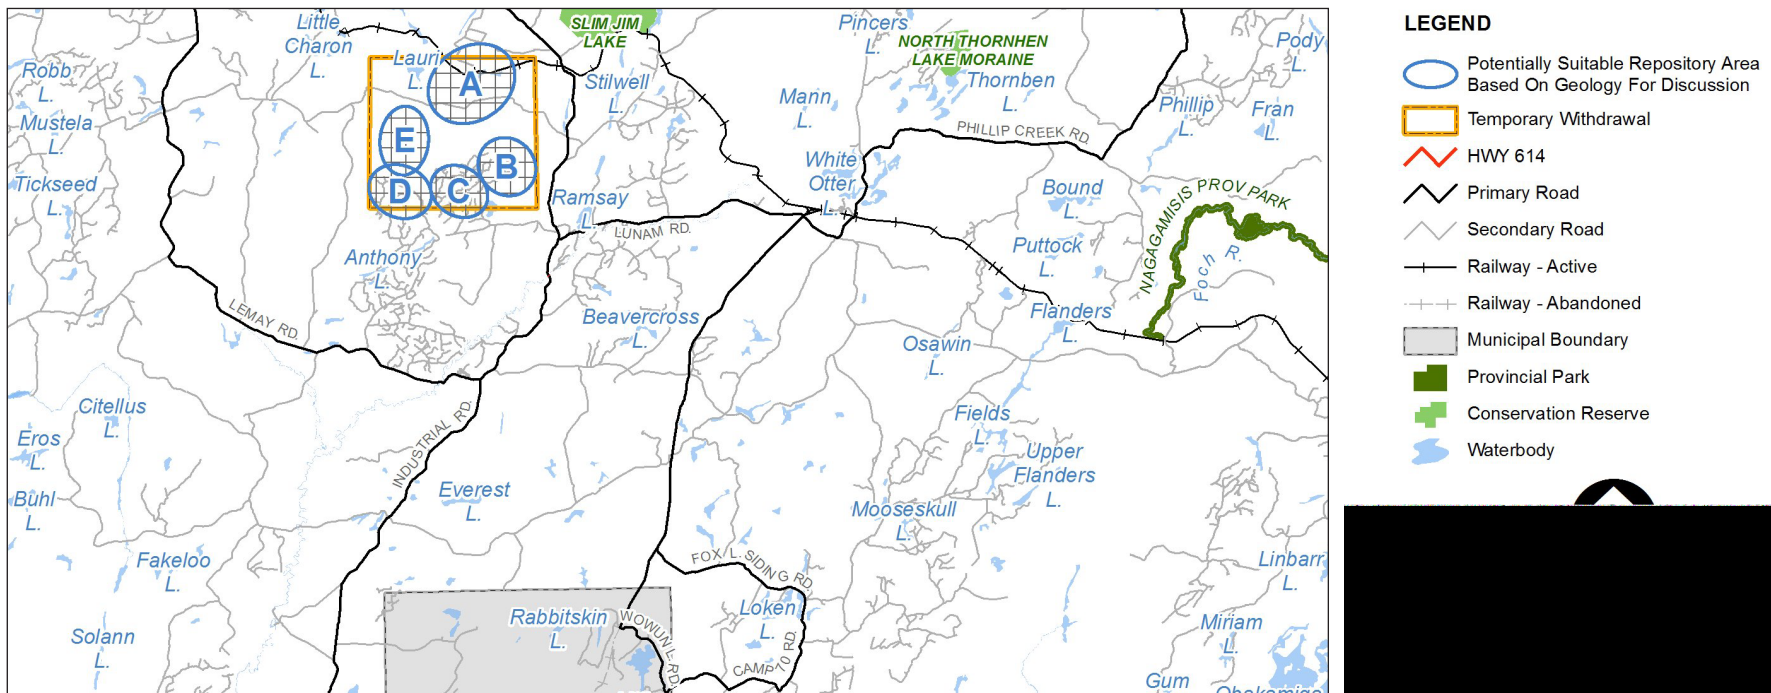 Little
Charon
L.
SLIM JIM
LAKE
Pincers
L.
NORTH THORNHEN
LAKE MORAINE
Pody
L.
Robb
L.
L.
Stilwell
L.
Thornben
L.
Mann
L.
Phillip
L.
Fran
L.
Mustela
L.
A
E
B
D
C
PHILLIP CREEK RD.
White
Otter
L.
Tickseed
L.
Ramsay
L.
Bound
L.
NAGAGAMISIS PROV PARK
LUNAM RD.
Anthony
L.
Puttock
L.
Foch R.
LEMAY RD.
Beavercross
L.
Flanders
L.
Osawin
L.
Citellus
L.
Eros
L.
INDUSTRIAL RD.
Fields
L.
Upper
Flanders
L.
Buhl
L.
Everest
L.
Mooseskull
L.
Fakeloo
L.
FOX L. SIDING RD.
Linbarr
L.
Rabbitskin
L.
WOWUN L. RD.
Loken
L.
CAMP 70 RD.
Solann
L.
Miriam
L.
Gum
LEGEND
Potentially Suitable Repository Area
Based On Geology For Discussion
Temporary Withdrawal
HWY 614
Primary Road
Secondary Road
Railway - Active
Railway - Abandoned
Municipal Boundary
Provincial Park
Conservation Reserve
Waterbody